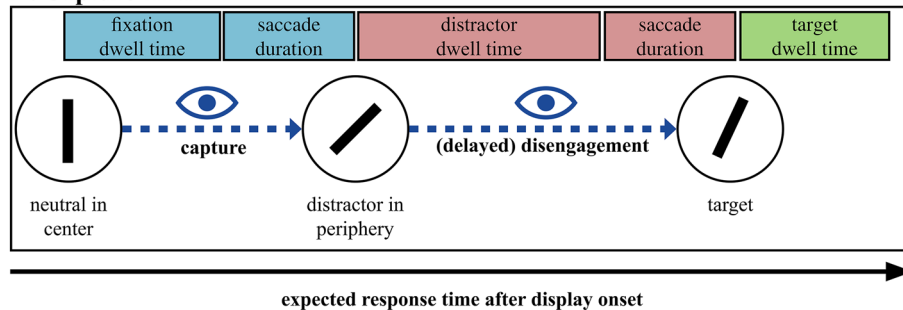 fixation
dwell time
saccade
duration
distractor
dwell time
saccade
duration
target
dwell time
capture
(delayed) disengagement
neutral in
center
distractor in
periphery
target
expected response time after display onset